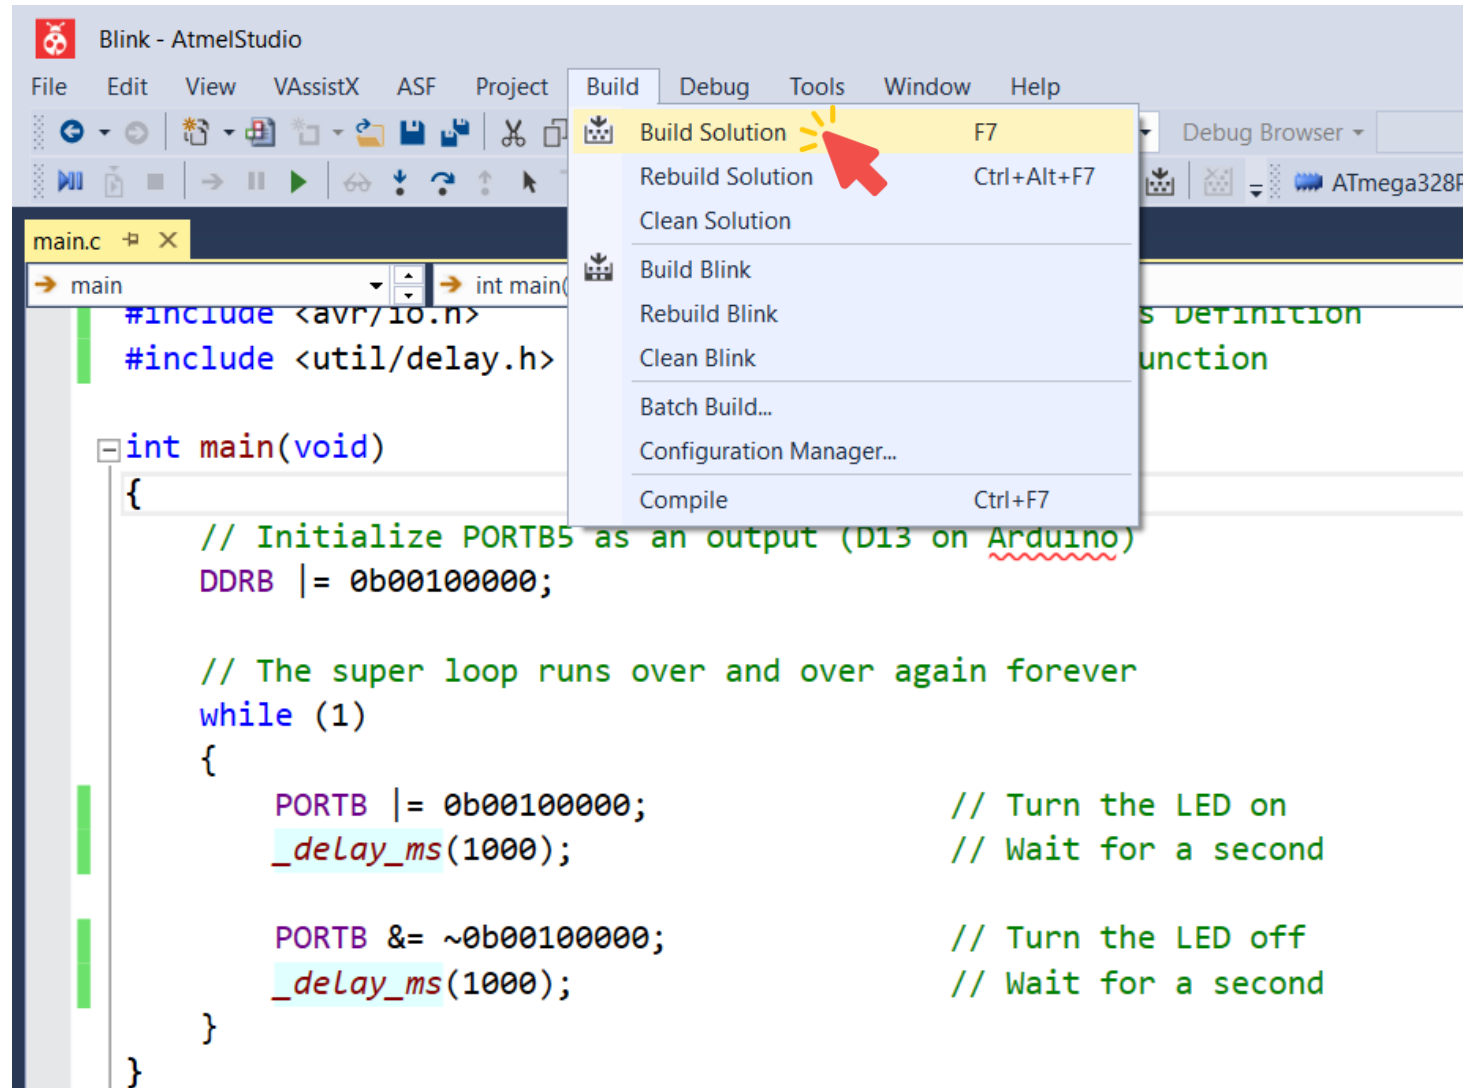 Blink - AtmelStudio
File Edit View VAssistX ASF Project Build Debug Tools Window Help
Build Solution F7
Debug Browser
Rebuild Solution Ctrl+Alt+F7
ATmega328P
Clean Solution
main.c
Build Blink
main
int main(
Rebuild Blink
#include <avr/io.h> s Definition
Clean Blink
#include <util/delay.h> unction
Batch Build...
int main(void)
Configuration Manager...
{
Compile Ctrl+F7
// Initialize PORTB5 as an output (D13 on Arduino)
DDRB |= 0b00100000;
// The super loop runs over and over again forever
while (1)
{
PORTB |= 0b00100000; // Turn the LED on
_delay_ms(1000); // Wait for a second
PORTB &= ~0b00100000; // Turn the LED off
_delay_ms(1000); // Wait for a second
}
}